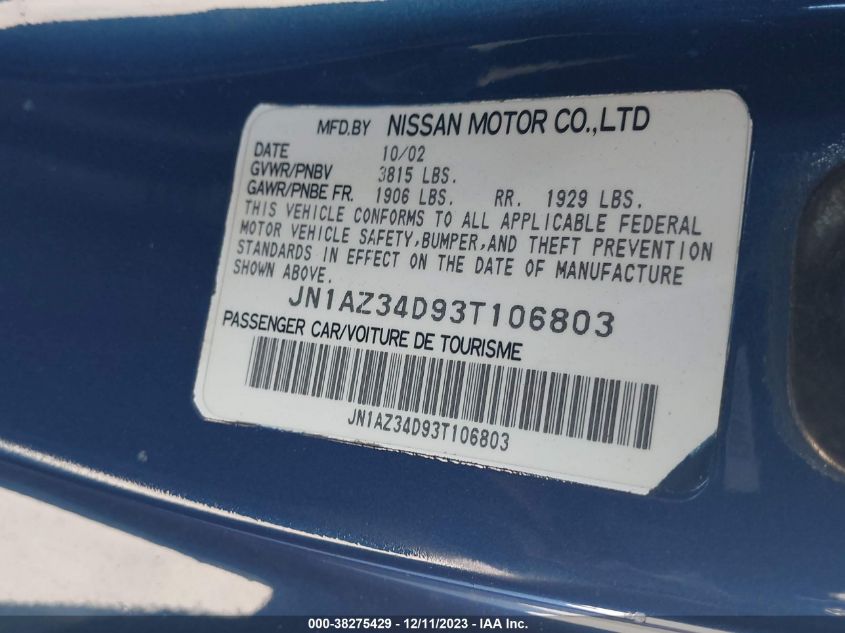 MFD.BY NISSAN MOTOR CO.,LTD
DATE 10/02
GVWR/PNBV 3815 LBS.
GAWR/PNBE FR. 1906 LBS. RR. 1929 LBS.
THIS VEHICLE CONFORMS TO ALL APPLICABLE FEDERAL
MOTOR VEHICLE SAFETY,BUMPER,AND THEFT PREVENTION
STANDARDS IN EFFECT ON THE DATE OF MANUFACTURE
SHOWN ABOVE.
JN1AZ34D93T106803
PASSENGER CAR/VOITURE DE TOURISME
JN1AZ34D93T106803
000-38275429 - 12/11/2023 - IAA Inc.